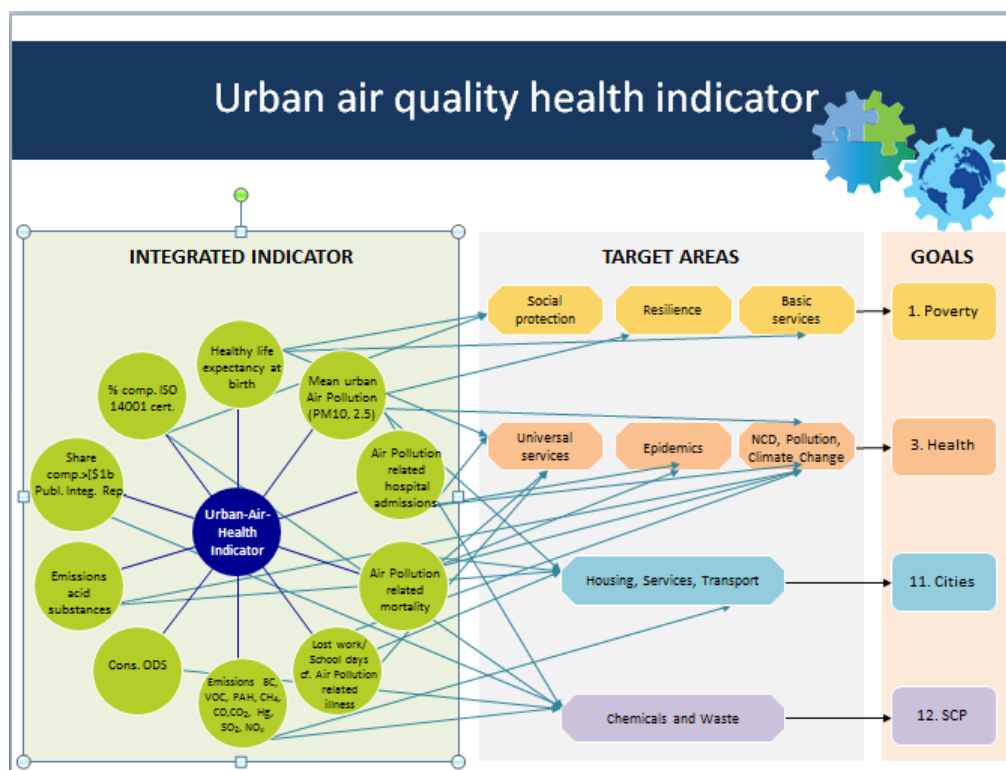 Urban air quality health indicator
INTEGRATED INDICATOR
TARGET AREAS
GOALS
Healthy life
expectancy at
birth
Mean urban
Air Pollution
(PM10, 2.5)
Air Pollution
related
hospital
admissions
Air Pollution
related
mortality
Lost work/
School days
cf. Air Pollution
related
illness
Emissions BC,
VOC, PAH, CH₄,
CO,CO₂, Hg,
SO₂, NOₓ
Cons. ODS
Emissions
acid
substances
Share
comp.>]$1b
Publ. Integ. Rep.
% comp. ISO
14001 cert.
Urban-Air-
Health
Indicator
Social
protection
Resilience
Basic
services
1. Poverty
Universal
services
Epidemics
NCD, Pollution,
Climate Change
3. Health
Housing, Services, Transport
11. Cities
Chemicals and Waste
12. SCP